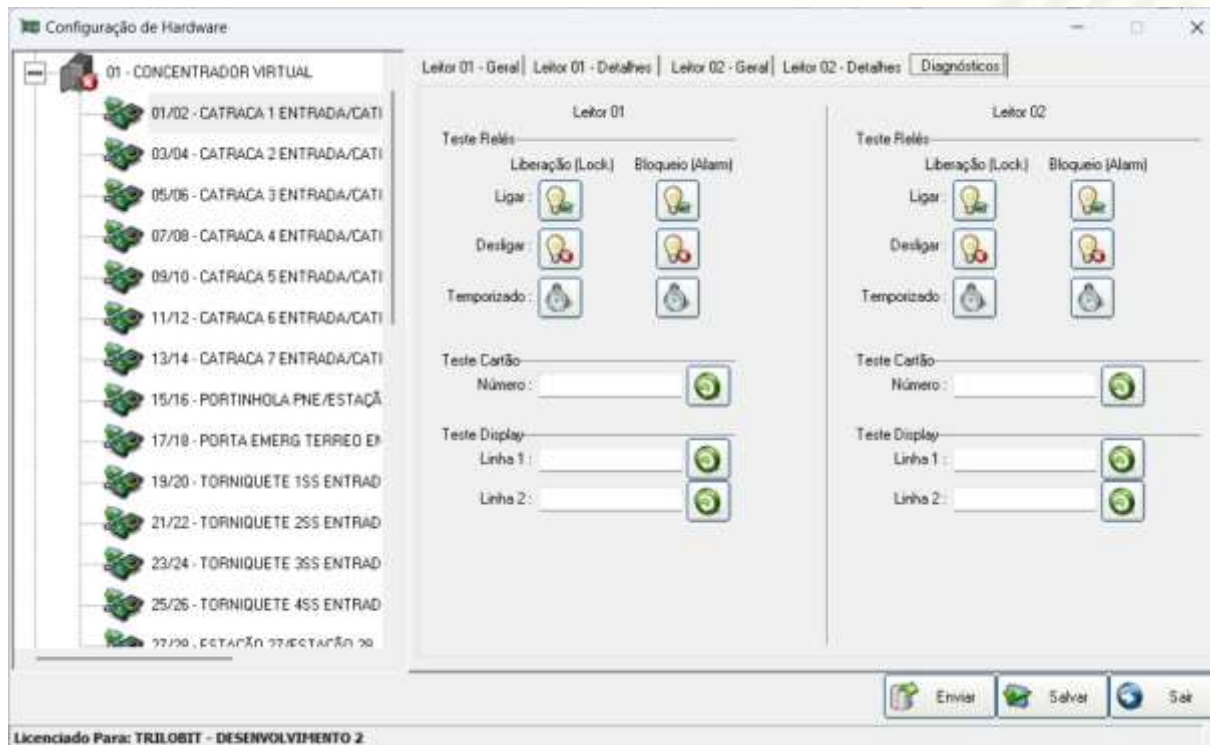 Configuração de Hardware
01 - CONCENTRADOR VIRTUAL
01/02 - CATRACA 1 ENTRADA/CATI
03/04 - CATRACA 2 ENTRADA/CATI
05/06 - CATRACA 3 ENTRADA/CATI
07/08 - CATRACA 4 ENTRADA/CATI
09/10 - CATRACA 5 ENTRADA/CATI
11/12 - CATRACA 6 ENTRADA/CATI
13/14 - CATRACA 7 ENTRADA/CATI
15/16 - PORTINHOLA PNE/ESTAÇÃ
17/18 - PORTA EMERG TERREO EM
19/20 - TORNIQUETE 1SS ENTRAD
21/22 - TORNIQUETE 2SS ENTRAD
23/24 - TORNIQUETE 3SS ENTRAD
25/26 - TORNIQUETE 4SS ENTRAD
27/28 - ESTAÇÃO 27/ESTAÇÃO 28
Leitor 01 - Geral Leitor 01 - Detalhes Leitor 02 - Geral Leitor 02 - Detalhes Diagnósticos
Leitor 01
Teste Relés
Liberação (Lock) Bloqueio (Alarm)
Ligar :
Desligar :
Temporizado :
Teste Cartão
Número :
Teste Display
Linha 1 :
Linha 2 :
Leitor 02
Teste Relés
Liberação (Lock) Bloqueio (Alarm)
Ligar :
Desligar :
Temporizado :
Teste Cartão
Número :
Teste Display
Linha 1 :
Linha 2 :
Enviar Salvar Sair
Licenciado Para: TRILOBIT - DESENVOLVIMENTO 2